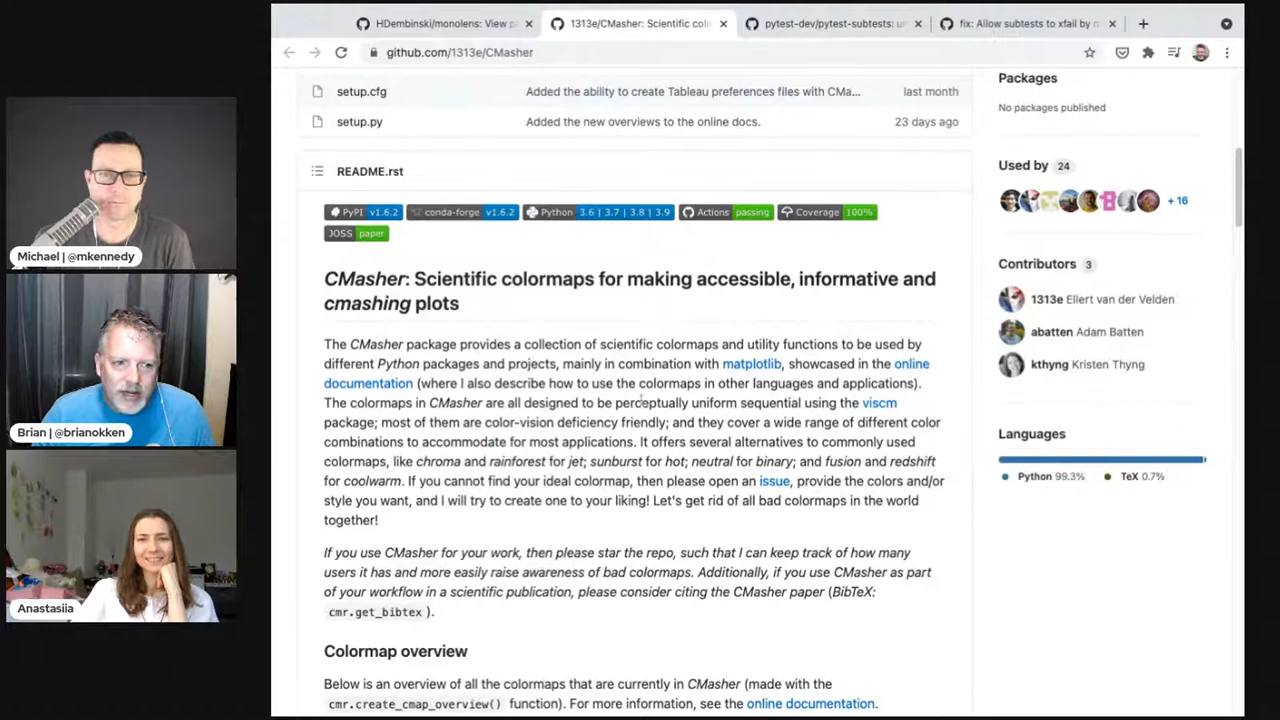 HDembinski/monolens: View p
1313e/CMasher: Scientific colo
pytest-dev/pytest-subtests: u
fix: Allow subtests to xfail by m
github.com/1313e/CMasher
setup.cfg
Added the ability to create Tableau preferences files with CMa...
last month
setup.py
Added the new overviews to the online docs.
23 days ago
README.rst
PyPI v1.6.2
conda-forge v1.6.2
Python 3.6 | 3.7 | 3.8 | 3.9
Actions passing
Coverage 100%
JOSS paper
CMasher: Scientific colormaps for making accessible, informative and
cmashing plots
The CMasher package provides a collection of scientific colormaps and utility functions to be used by
different Python packages and projects, mainly in combination with matplotlib, showcased in the online
documentation (where I also describe how to use the colormaps in other languages and applications).
The colormaps in CMasher are all designed to be perceptually uniform sequential using the viscm
package; most of them are color-vision deficiency friendly; and they cover a wide range of different color
combinations to accommodate for most applications. It offers several alternatives to commonly used
colormaps, like chroma and rainforest for jet; sunburst for hot; neutral for binary; and fusion and redshift
for coolwarm. If you cannot find your ideal colormap, then please open an issue, provide the colors and/or
style you want, and I will try to create one to your liking! Let's get rid of all bad colormaps in the world
together!
If you use CMasher for your work, then please star the repo, such that I can keep track of how many
users it has and more easily raise awareness of bad colormaps. Additionally, if you use CMasher as part
of your workflow in a scientific publication, please consider citing the CMasher paper (BibTeX:
cmr.get_bibtex ).
Colormap overview
Below is an overview of all the colormaps that are currently in CMasher (made with the
cmr.create_cmap_overview() function). For more information, see the online documentation.
Packages
No packages published
Used by 24
+ 16
Contributors 3
1313e Ellert van der Velden
abatten Adam Batten
kthyng Kristen Thyng
Languages
Python 99.3%
TeX 0.7%
Michael | @mkennedy
Brian | @brianokken
Anastasiia